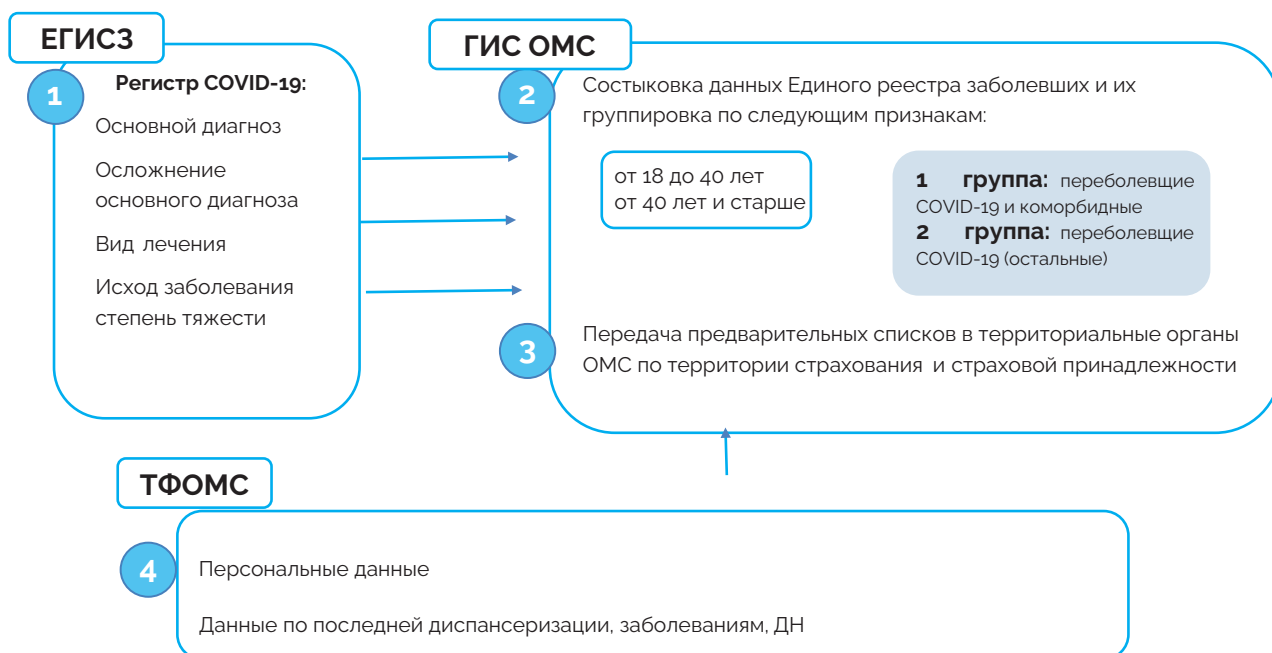 ЕГИСЗ
1
Регистр COVID-19:
Основной диагноз
Осложнение
основного диагноза
Вид лечения
Исход заболевания
степень тяжести
ГИС ОМС
2
Состыковка данных Единого реестра заболевших и их
группировка по следующим признакам:
от 18 до 40 лет
от 40 лет и старше
1 группа: переболевщие
COVID-19 и коморбидные
2 группа: переболевщие
COVID-19 (остальные)
3
Передача предварительных списков в территориальные органы
ОМС по территории страхования и страховой принадлежности
ТФОМС
4
Персональные данные
Данные по последней диспансеризации, заболеваниям, ДН